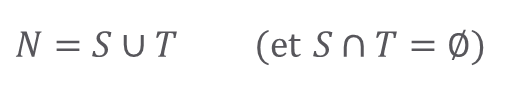 N = S ∪ T (et S ∩ T = ∅)